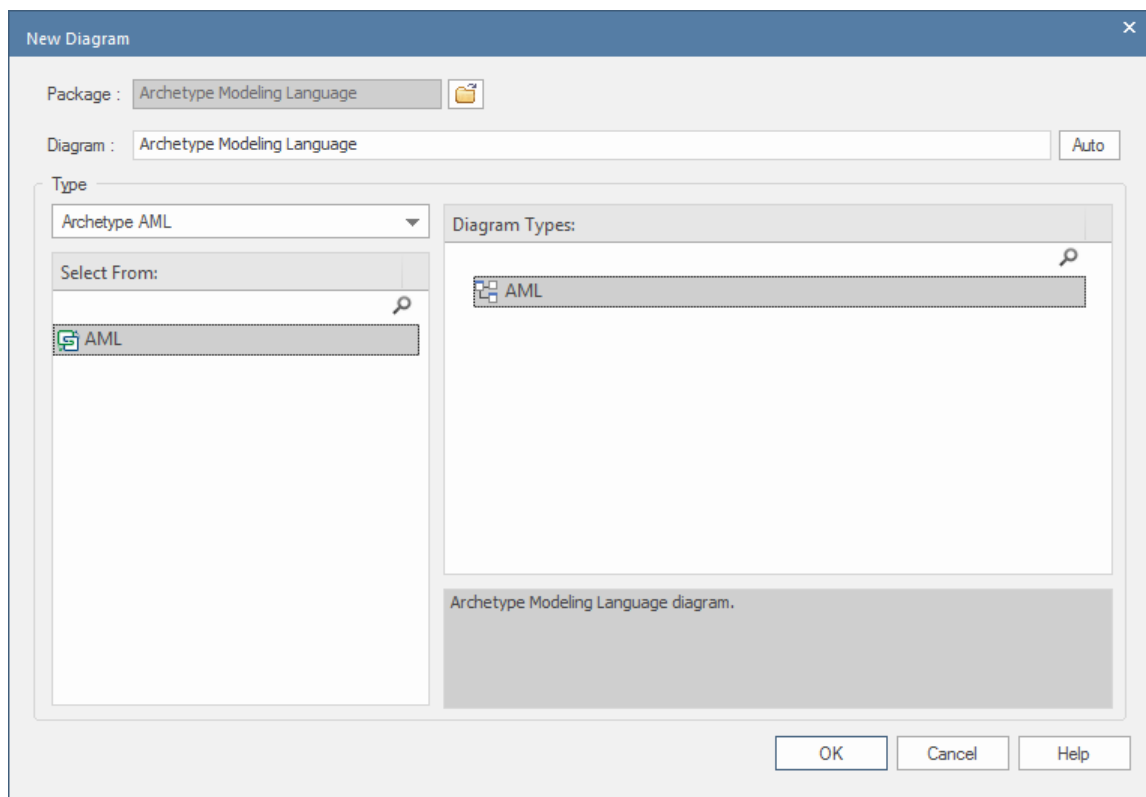 New Diagram
Package : Archetype Modeling Language
Diagram : Archetype Modeling Language Auto
Type
Archetype AML
Diagram Types:
Select From:
AML
AML
Archetype Modeling Language diagram.
OK Cancel Help